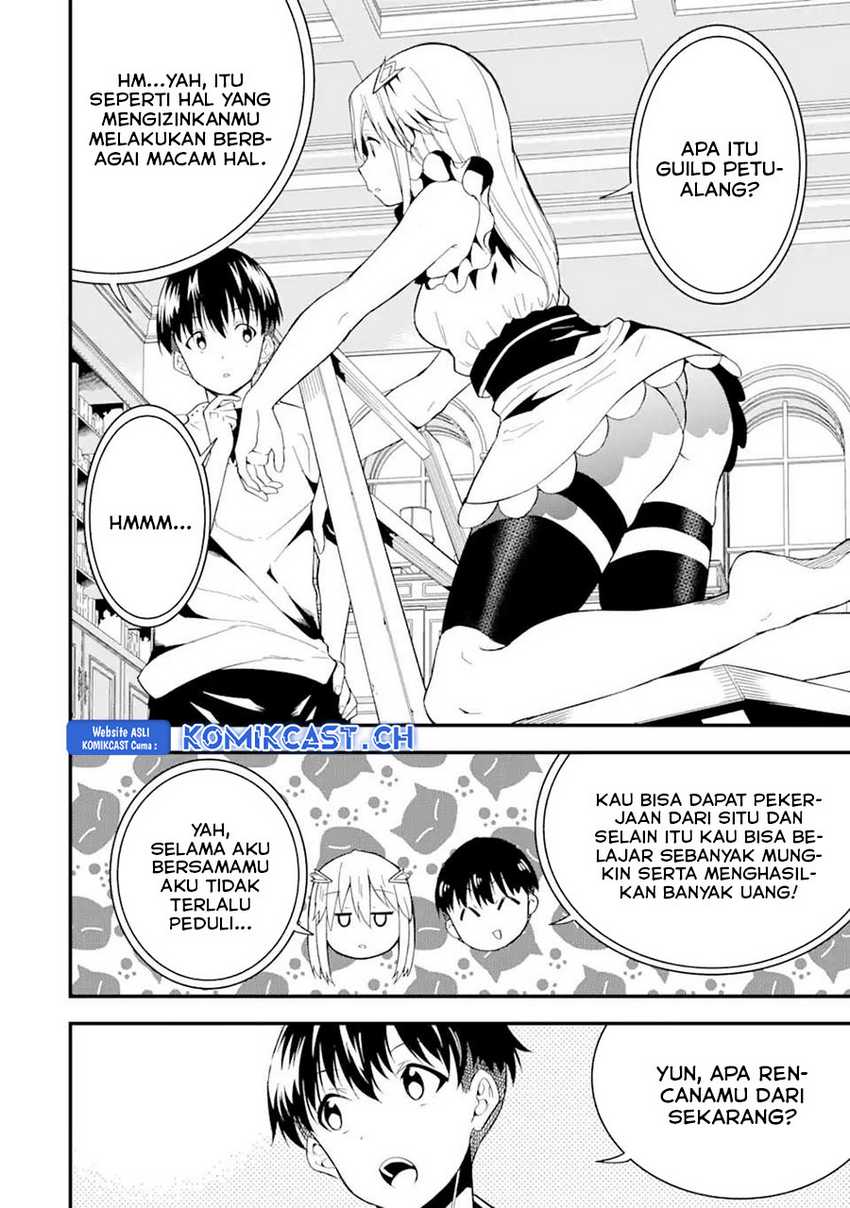 APA ITU
GUILD PETU-
ALANG?
HM...YAH, ITU
SEPERTI HAL YANG
MENGIZINKANMU
MELAKUKAN BERB-
AGAI MACAM HAL.
HMMM...
Website ASLI
KOMIKCAST Cuma :
KOMIKCAST.CH
KAU BISA DAPAT PEKER-
JAAN DARI SITU DAN
SELAIN ITU KAU BISA BE-
LAJAR SEBANYAK MUNG-
KIN SERTA MENGHASIL-
KAN BANYAK UANG!
YAH,
SELAMA AKU
BERSAMAMU
AKU TIDAK
TERLALU
PEDULI...
YUN, APA REN-
CANAMU DARI
SEKARANG?